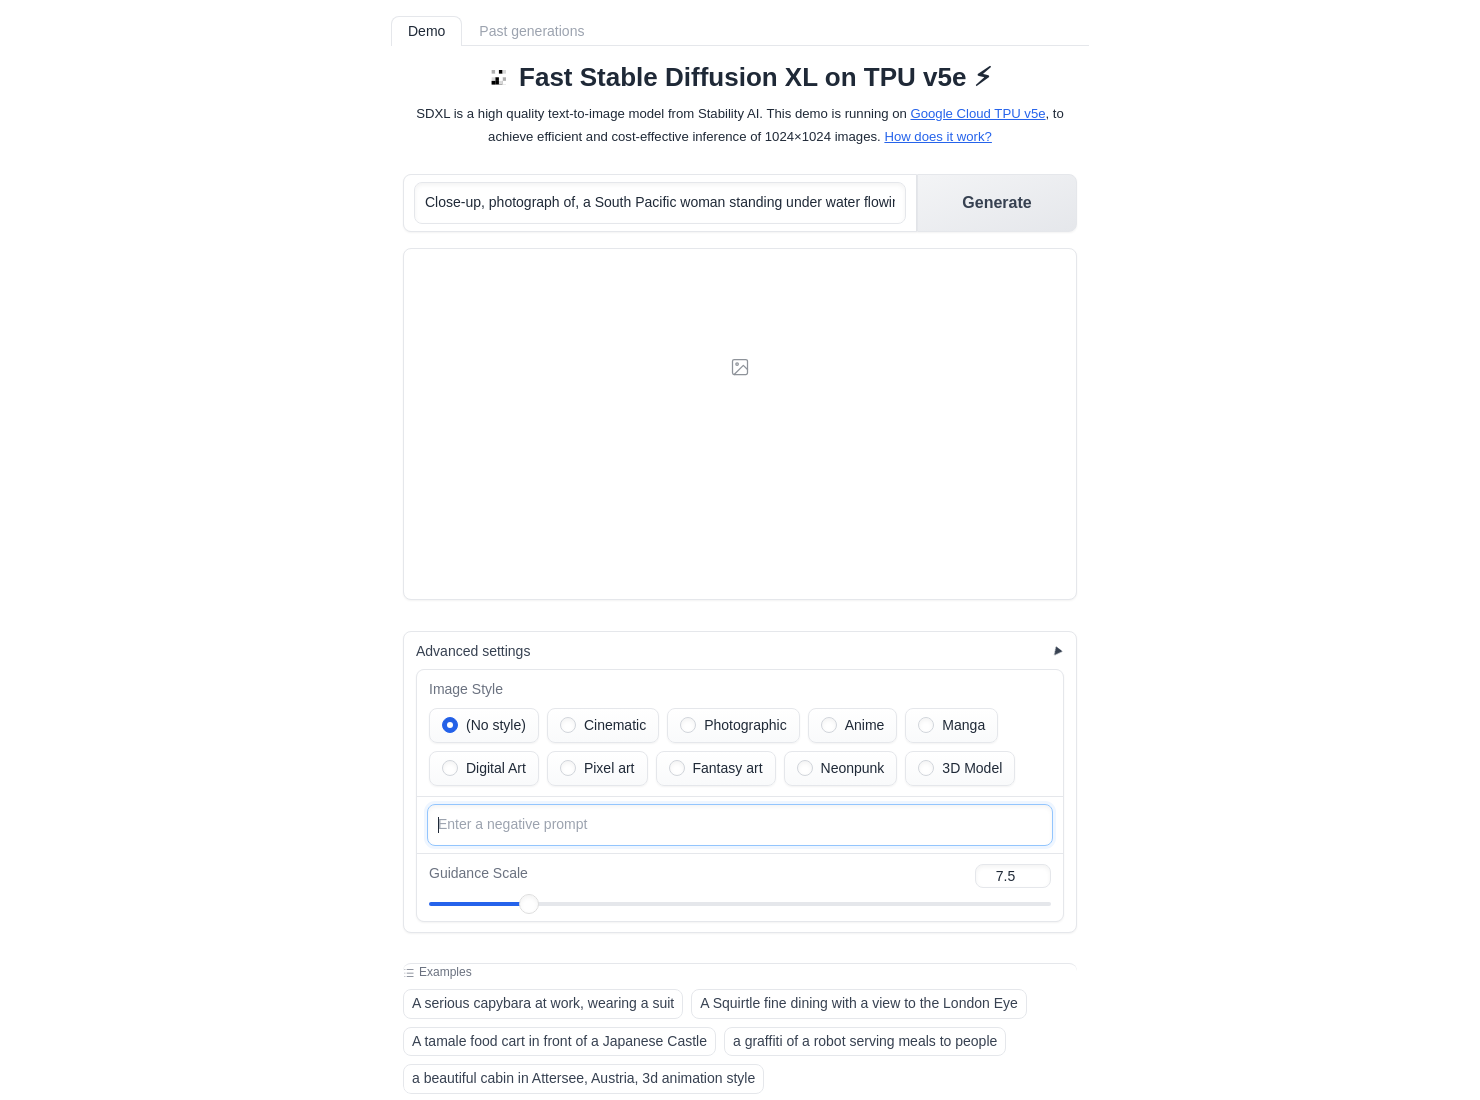 Demo
Past generations
Fast Stable Diffusion XL on TPU v5e ⚡
SDXL is a high quality text-to-image model from Stability AI. This demo is running on Google Cloud TPU v5e, to
achieve efficient and cost-effective inference of 1024×1024 images. How does it work?
Close-up, photograph of, a South Pacific woman standing under water
Generate
Advanced settings
Image Style
(No style)
Cinematic
Photographic
Anime
Manga
Digital Art
Pixel art
Fantasy art
Neonpunk
3D Model
Enter a negative prompt
Guidance Scale
7.5
Examples
A serious capybara at work, wearing a suit
A Squirtle fine dining with a view to the London Eye
A tamale food cart in front of a Japanese Castle
a graffiti of a robot serving meals to people
a beautiful cabin in Attersee, Austria, 3d animation style